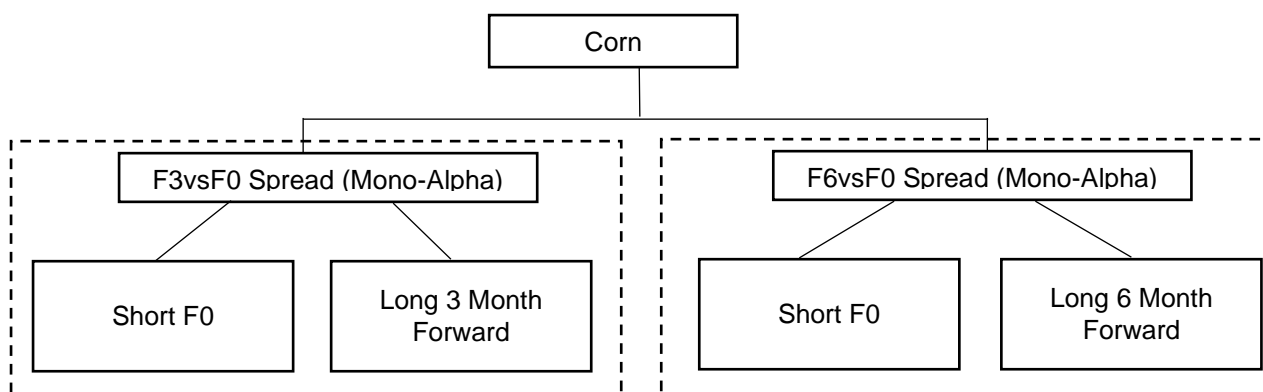 Corn
F3vsF0 Spread (Mono-Alpha)
F6vsF0 Spread (Mono-Alpha)
Short F0
Long 3 Month
Forward
Short F0
Long 6 Month
Forward